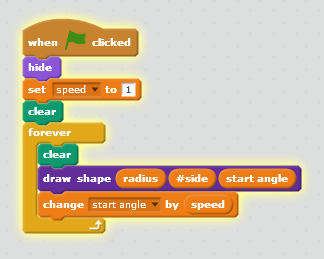 when clicked
hide
set speed to 1
clear
forever
clear
draw shape radius #side start angle
change start angle by speed